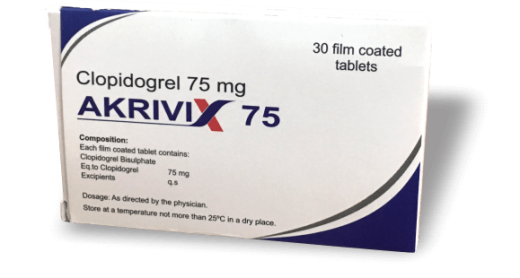 30 film coated
tablets
Clopidogrel 75 mg
AKRIVIX 75
Composition:
Each film coated tablet contains:
Clopidogrel Bisulphate
Eq.to Clopidogrel 75 mg
Excipients q.s
Dosage: As directed by the physician.
Store at a temperature not more than 25ºC in a dry place.